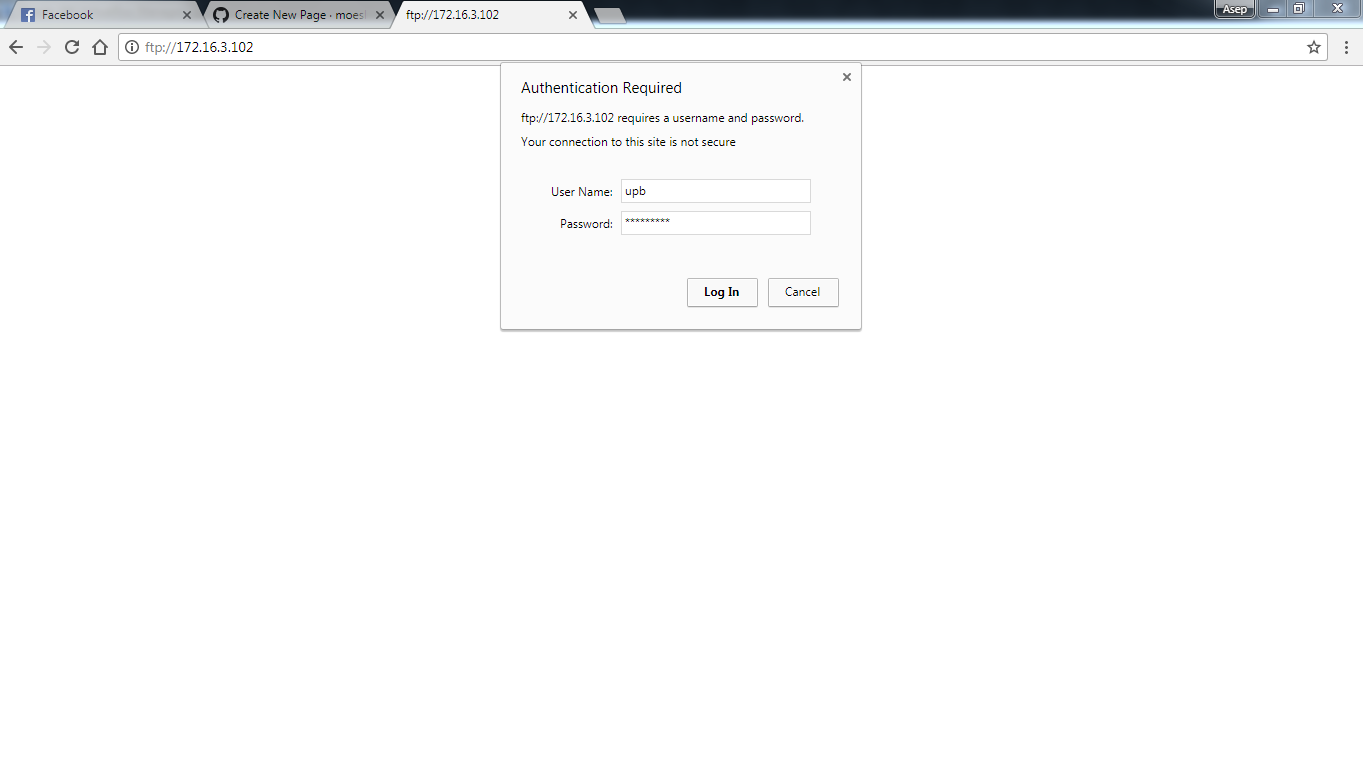 Facebook
Create New Page · moesl
ftp://172.16.3.102
Asep
ftp://172.16.3.102
Authentication Required
ftp://172.16.3.102 requires a username and password.
Your connection to this site is not secure
User Name: upb
Password: *********
Log In Cancel